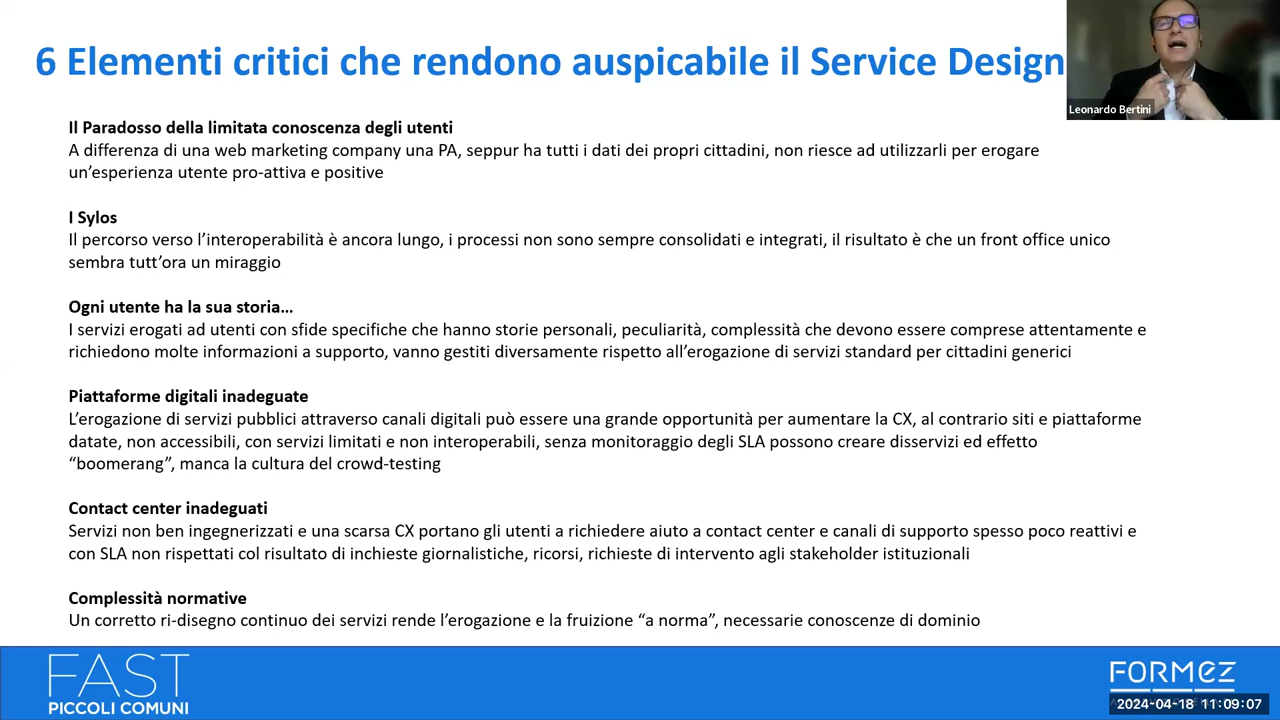 6 Elementi critici che rendono auspicabile il Service Design
Leonardo Bertini
Il Paradosso della limitata conoscenza degli utenti
A differenza di una web marketing company una PA, seppur ha tutti i dati dei propri cittadini, non riesce ad utilizzarli per erogare
un’esperienza utente pro-attiva e positive
I Sylos
Il percorso verso l’interoperabilità è ancora lungo, i processi non sono sempre consolidati e integrati, il risultato è che un front office unico
sembra tutt’ora un miraggio
Ogni utente ha la sua storia…
I servizi erogati ad utenti con sfide specifiche che hanno storie personali, peculiarità, complessità che devono essere comprese attentamente e
richiedono molte informazioni a supporto, vanno gestiti diversamente rispetto all’erogazione di servizi standard per cittadini generici
Piattaforme digitali inadeguate
L’erogazione di servizi pubblici attraverso canali digitali può essere una grande opportunità per aumentare la CX, al contrario siti e piattaforme
datate, non accessibili, con servizi limitati e non interoperabili, senza monitoraggio degli SLA possono creare disservizi ed effetto
“boomerang”, manca la cultura del crowd-testing
Contact center inadeguati
Servizi non ben ingegnerizzati e una scarsa CX portano gli utenti a richiedere aiuto a contact center e canali di supporto spesso poco reattivi e
con SLA non rispettati col risultato di inchieste giornalistiche, ricorsi, richieste di intervento agli stakeholder istituzionali
Complessità normative
Un corretto ri-disegno continuo dei servizi rende l’erogazione e la fruizione “a norma”, necessarie conoscenze di dominio
FAST
PICCOLI COMUNI
FORMEZ
2024-04-18 11:09:07